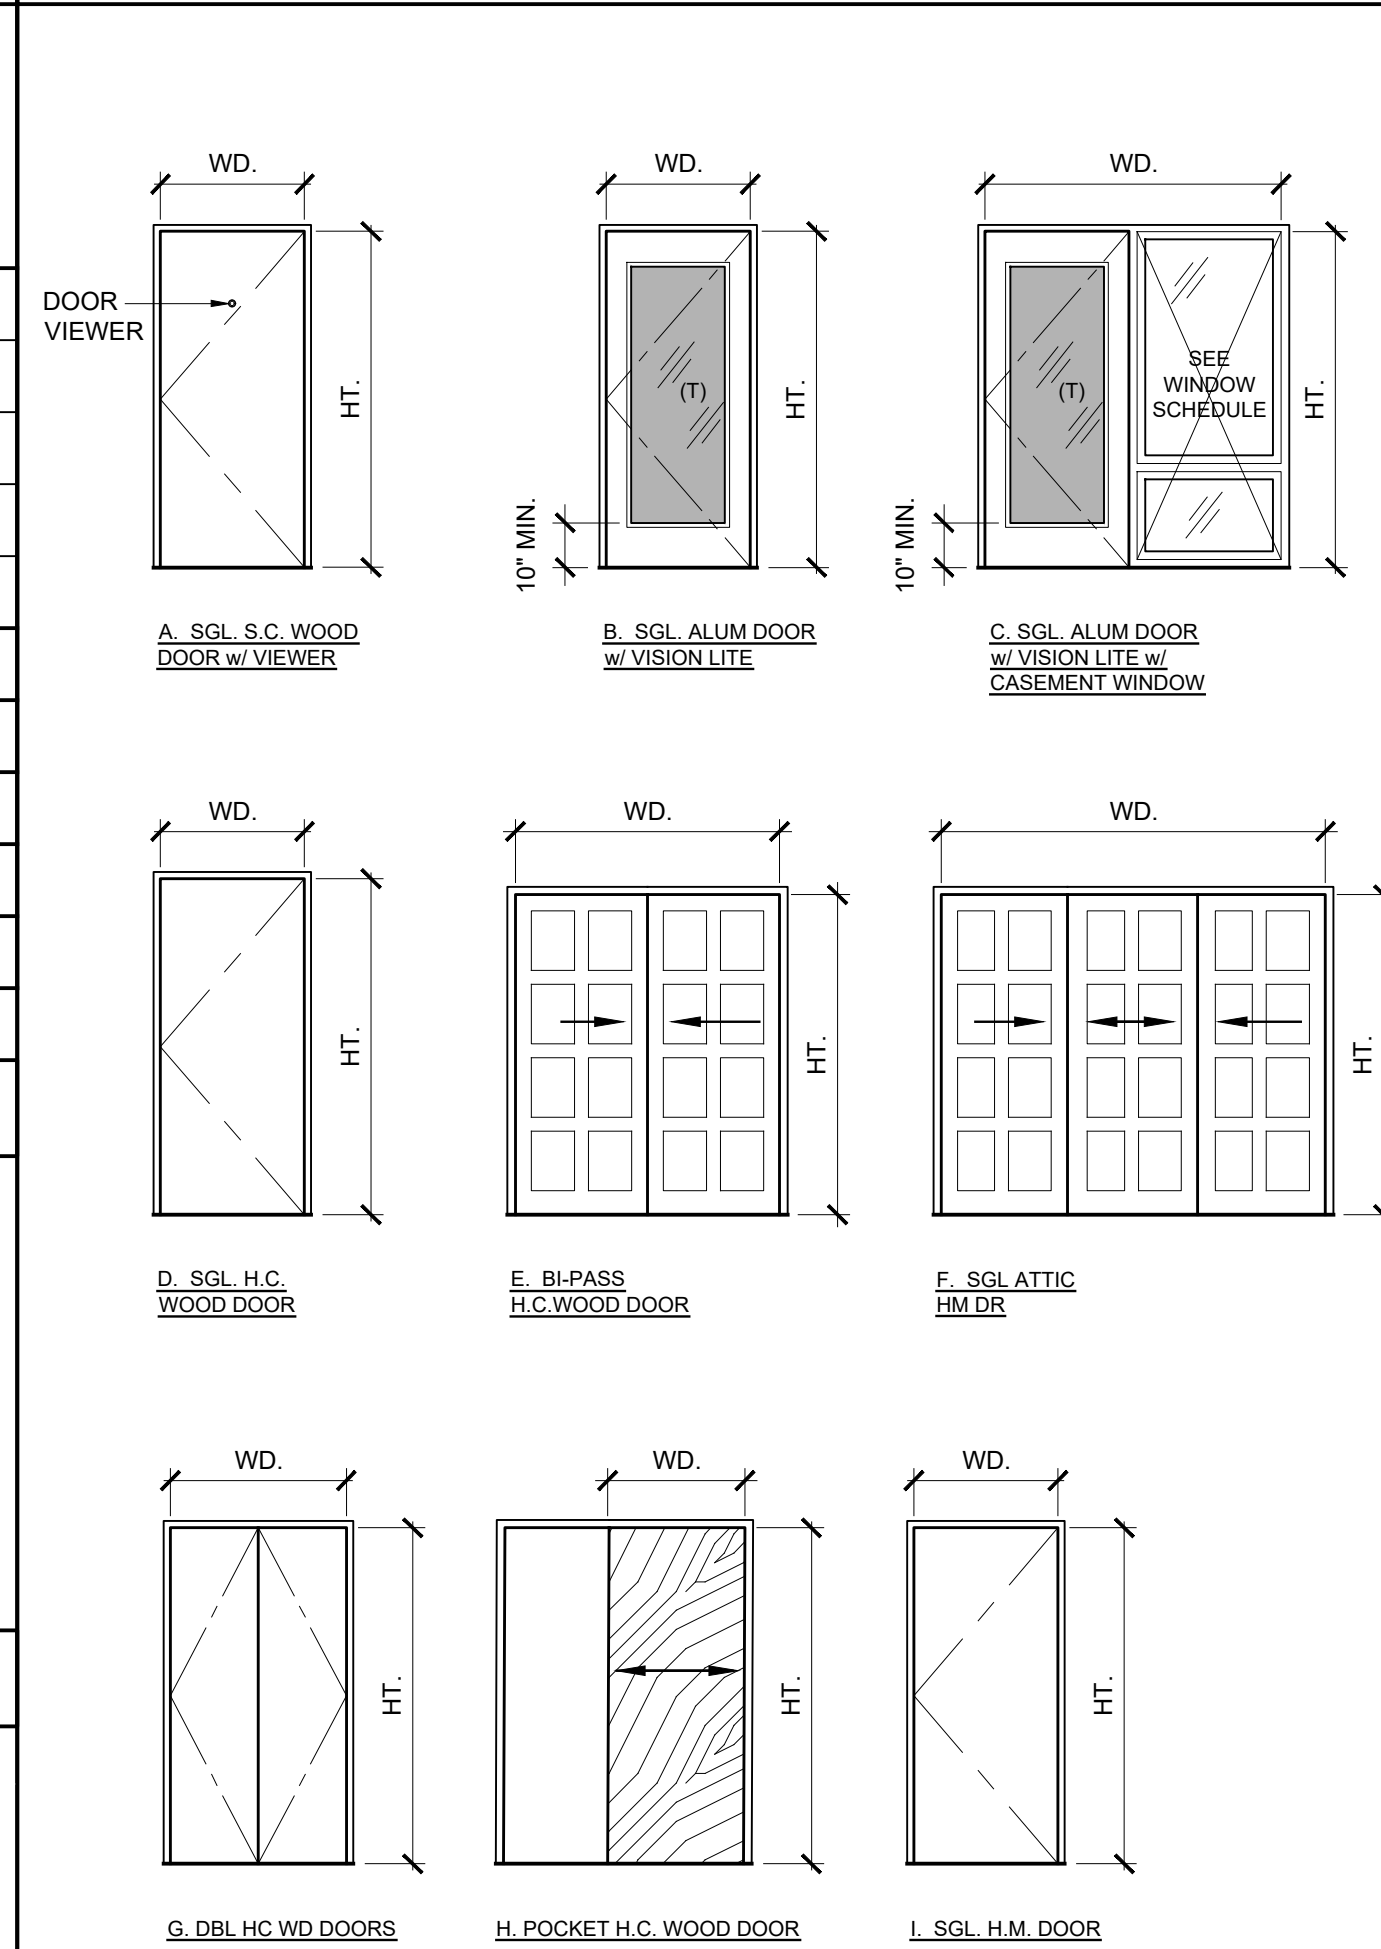 WD.
WD.
WD.
DOOR
VIEWER
HT.
(T)
HT.
10" MIN.
(T)
SEE
WINDOW
SCHEDULE
HT.
10" MIN.
A. SGL. S.C. WOOD
DOOR w/ VIEWER
B. SGL. ALUM DOOR
w/ VISION LITE
C. SGL. ALUM DOOR
w/ VISION LITE w/
CASEMENT WINDOW
WD.
WD.
WD.
HT.
HT.
HT.
D. SGL. H.C.
WOOD DOOR
E. BI-PASS
H.C.WOOD DOOR
F. SGL ATTIC
HM DR
WD.
WD.
WD.
HT.
HT.
HT.
G. DBL HC WD DOORS
H. POCKET H.C. WOOD DOOR
I. SGL. H.M. DOOR